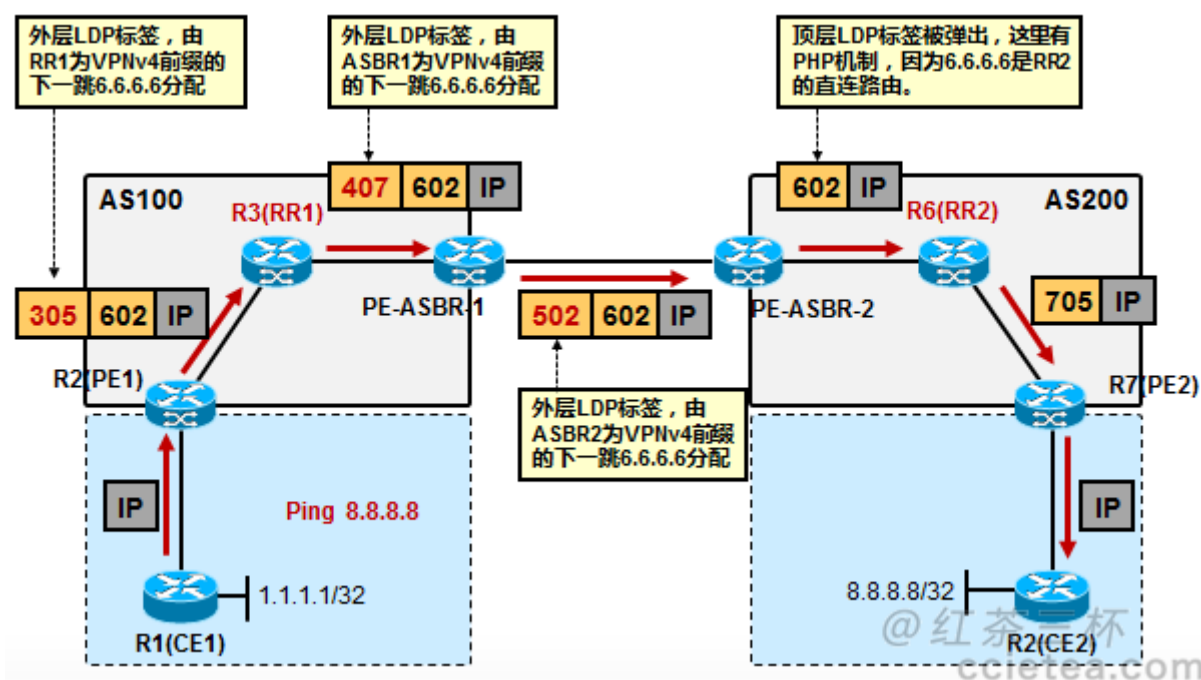 外层LDP标签，由
RR1为VPNv4前缀的
下一跳6.6.6.6分配
外层LDP标签，由
ASBR1为VPNv4前缀
的下一跳6.6.6.6分配
顶层LDP标签被弹出，这里有
PHP机制，因为6.6.6.6是RR2
的直连路由。
407 602 IP
602 IP
AS100
R3(RR1)
R6(RR2)
AS200
305 602 IP
PE-ASBR-1
502 602 IP
PE-ASBR-2
705 IP
R2(PE1)
R7(PE2)
外层LDP标签，由
ASBR2为VPNv4前缀
的下一跳6.6.6.6分配
IP
Ping 8.8.8.8
IP
1.1.1.1/32
8.8.8.8/32
R1(CE1)
R2(CE2)
@红茶三杯
ccietea.com